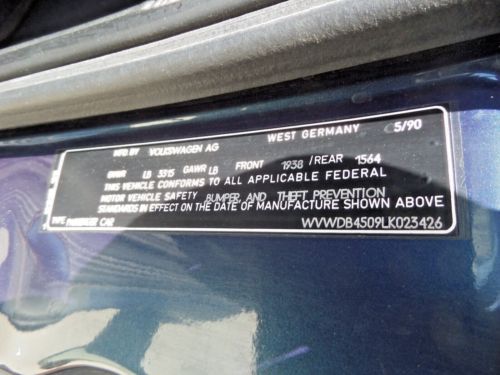 MFD BY VOLKSWAGEN AG WEST GERMANY 5/90
GVWR LB 3315 GAWR LB FRONT 1938 /REAR 1564
THIS VEHICLE CONFORMS TO ALL APPLICABLE FEDERAL
MOTOR VEHICLE SAFETY BUMPER AND THEFT PREVENTION
STANDARDS IN EFFECT ON THE DATE OF MANUFACTURE SHOWN ABOVE
TYPE PASSENGER CAR WVWDB4509LK023426